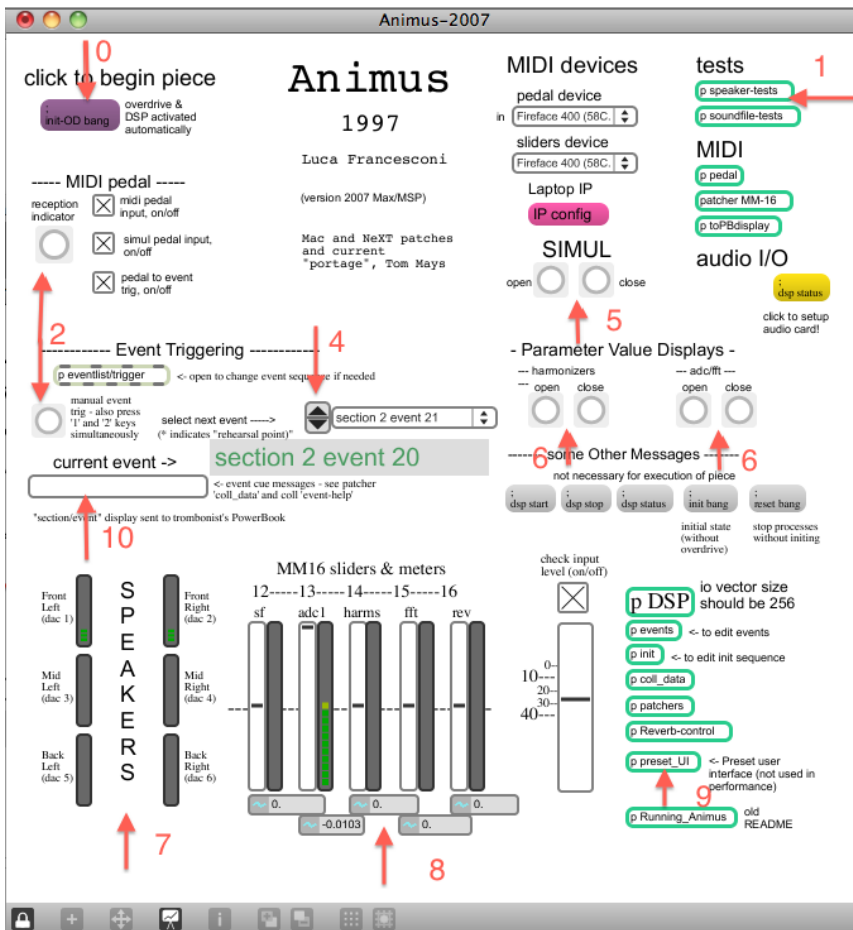 Animus-2007
0
click to begin piece
;
init-OD bang
overdrive &
DSP activated
automatically
Animus
1997
Luca Francesconi
(version 2007 Max/MSP)
Mac and NeXT patches
and current
"portage", Tom Mays
MIDI devices
pedal device
in
Fireface 400 (58C.
sliders device
Fireface 400 (58C.
Laptop IP
IP config
SIMUL
open
close
5
tests
1
p speaker-tests
p soundfile-tests
MIDI
p pedal
patcher MM-16
p toPBdisplay
audio I/O
;
dsp status
click to setup
audio card!
----- MIDI pedal -----
reception
indicator
midi pedal
input, on/off
simul pedal input,
on/off
pedal to event
trig, on/off
2
4
------------ Event Triggering ------------
p eventlist/trigger
<- open to change event sequence if needed
manual event
trig - also press
'1' and '2' keys
simultaneously
select next event ----->
(* indicates "rehearsal point)"
section 2 event 21
current event ->
section 2 event 20
<- event cue messages - see patcher
'coll_data' and coll 'event-help'
"section/event" display sent to trombonist's PowerBook
10
- Parameter Value Displays -
--- harmonizers
---
open
close
--- adc/fft ---
open
close
6
6
------ some Other Messages -------
not necessary for execution of piece
;
dsp start
;
dsp stop
;
dsp status
;
init bang
;
reset bang
initial state
(without
overdrive)
stop processes
without initing
Front
Left
(dac 1)
Mid
Left
(dac 3)
Back
Left
(dac 5)
SPEAKERS
Front
Right
(dac 2)
Mid
Right
(dac 4)
Back
Right
(dac 6)
7
MM16 sliders & meters
12-----13-----14-----15-----16
sf
adc1
harms
fft
rev
0.
-0.0103
0.
0.
0.
8
check input
level (on/off)
0--
10---
20--
30--
40---
p DSP
io vector size
should be 256
p events
<- to edit events
p init
<- to edit init sequence
p coll_data
p patchers
p Reverb-control
p preset_UI
<- Preset user
interface (not used in
performance)
9
p Running_Animus
old
README